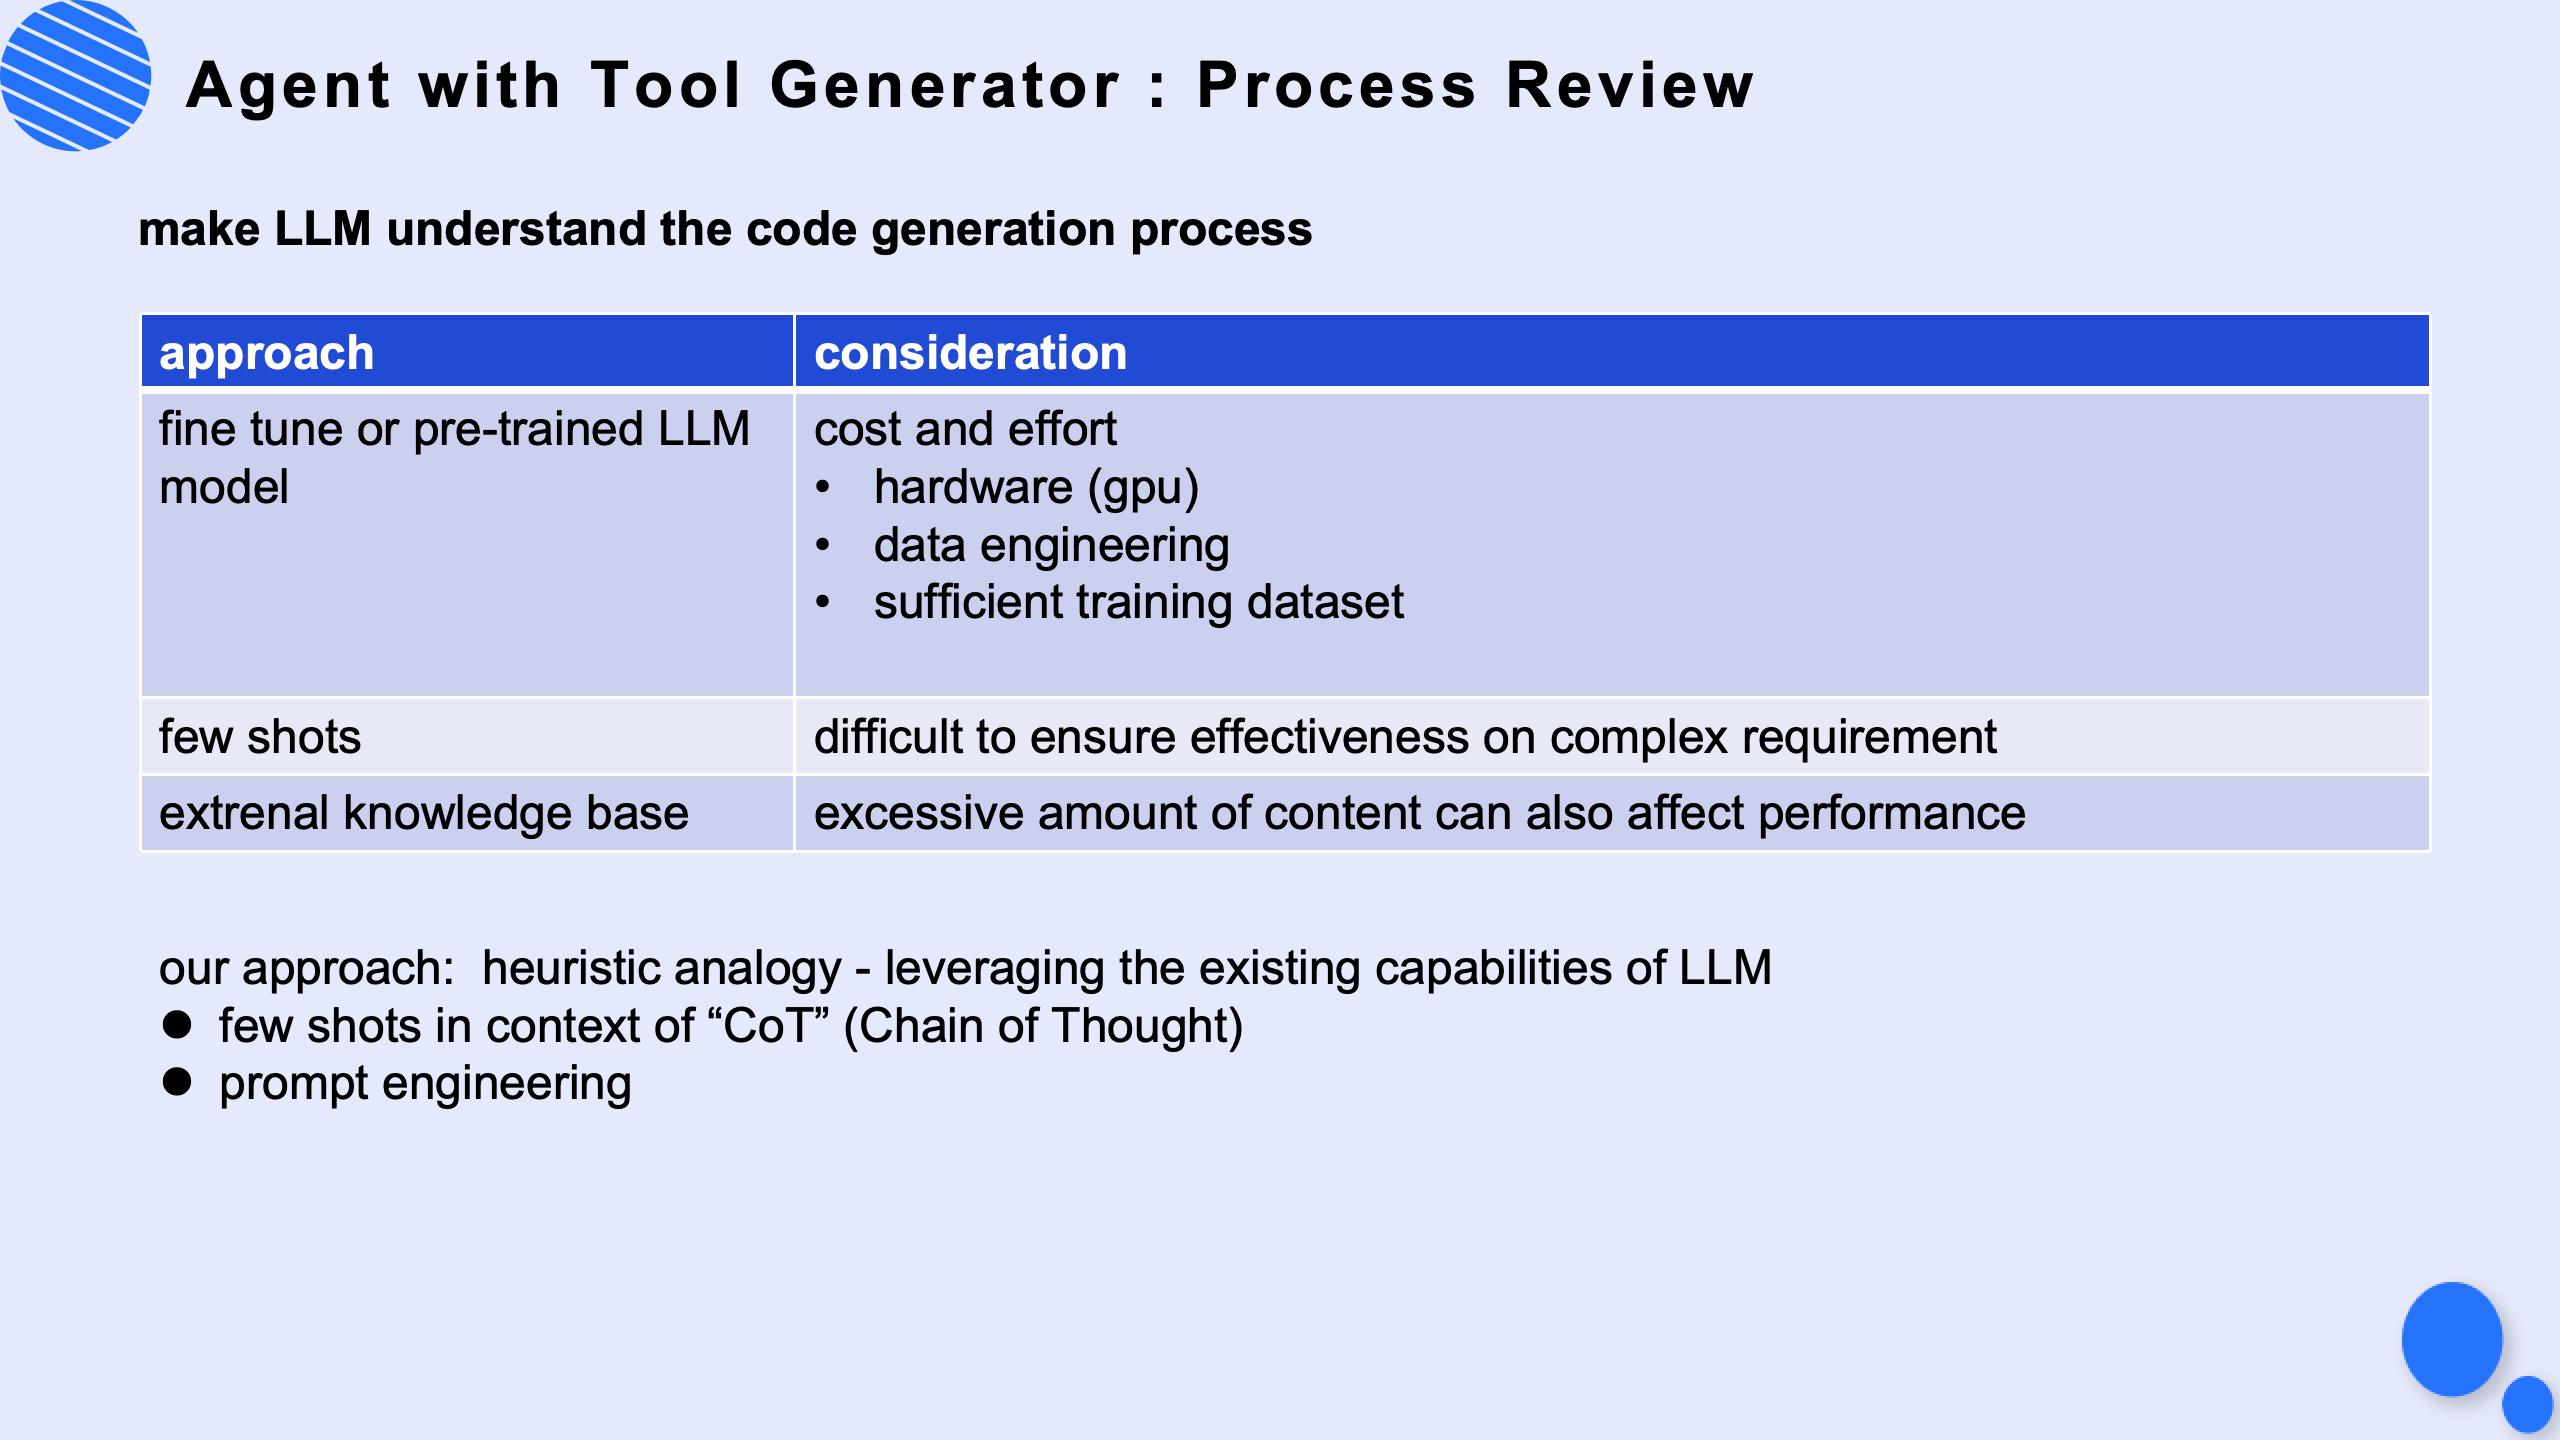 Agent with Tool Generator : Process Review
make LLM understand the code generation process
approach
consideration
fine tune or pre-trained LLM
model
cost and effort
• hardware (gpu)
• data engineering
• sufficient training dataset
few shots
difficult to ensure effectiveness on complex requirement
extrenal knowledge base
excessive amount of content can also affect performance
our approach:  heuristic analogy - leveraging the existing capabilities of LLM
● few shots in context of “CoT” (Chain of Thought)
● prompt engineering